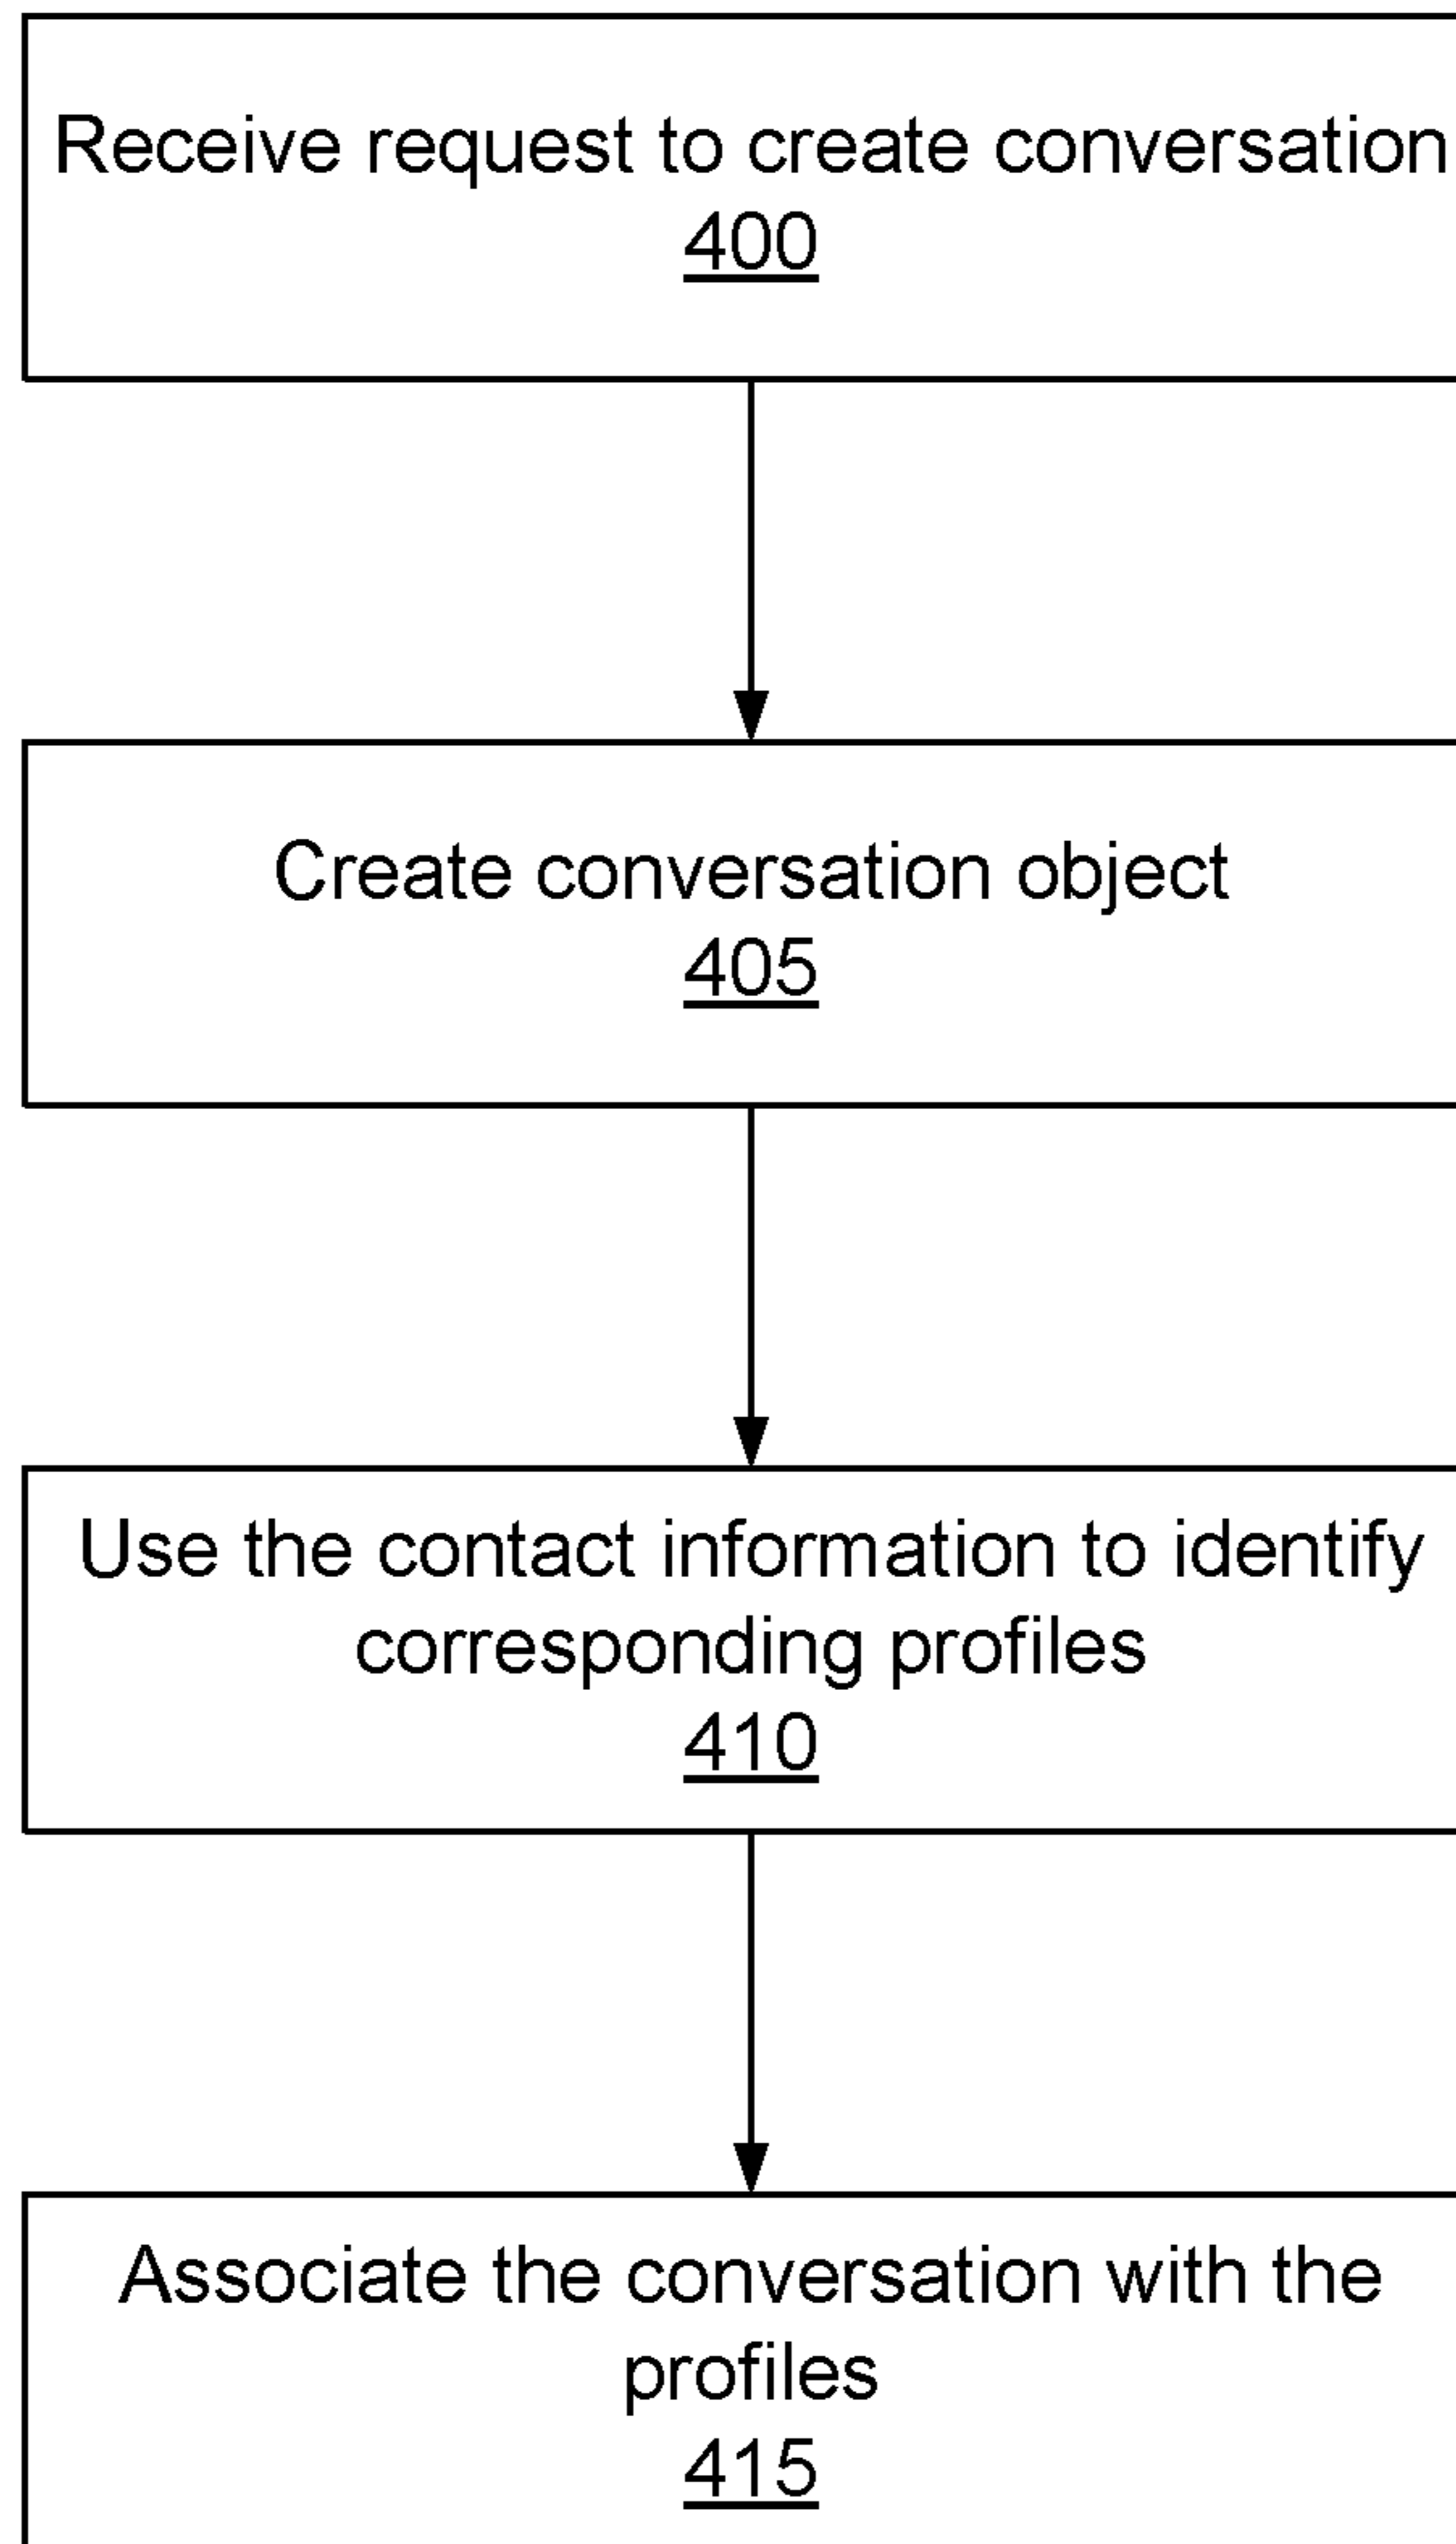 Receive request to create conversation
400
Create conversation object
405
Use the contact information to identify
corresponding profiles
410
Associate the conversation with the
profiles
415